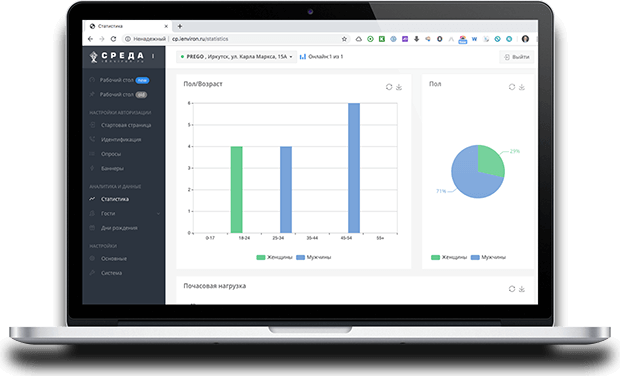 Статистика
Ненадежный | cp.ienviron.ru/statistics
СРЕДА
PREGO , Иркутск, ул. Карла Маркса, 15А
Онлайн:1 из 1
Выйти
Рабочий стол new
Рабочий стол old
НАСТРОЙКИ АВТОРИЗАЦИИ
Стартовая страница
Идентификация
Опросы
Баннеры
АНАЛИТИКА И ДАННЫЕ
Статистика
Гости
Дни рождения
НАСТРОЙКИ
Основные
Система
Пол/Возраст
6
5
4
3
2
1
0
0-17 18-24 25-34 35-44 45-54 55+
Женщины Мужчины
Пол
29%
71%
Женщины Мужчины
Почасовая нагрузка